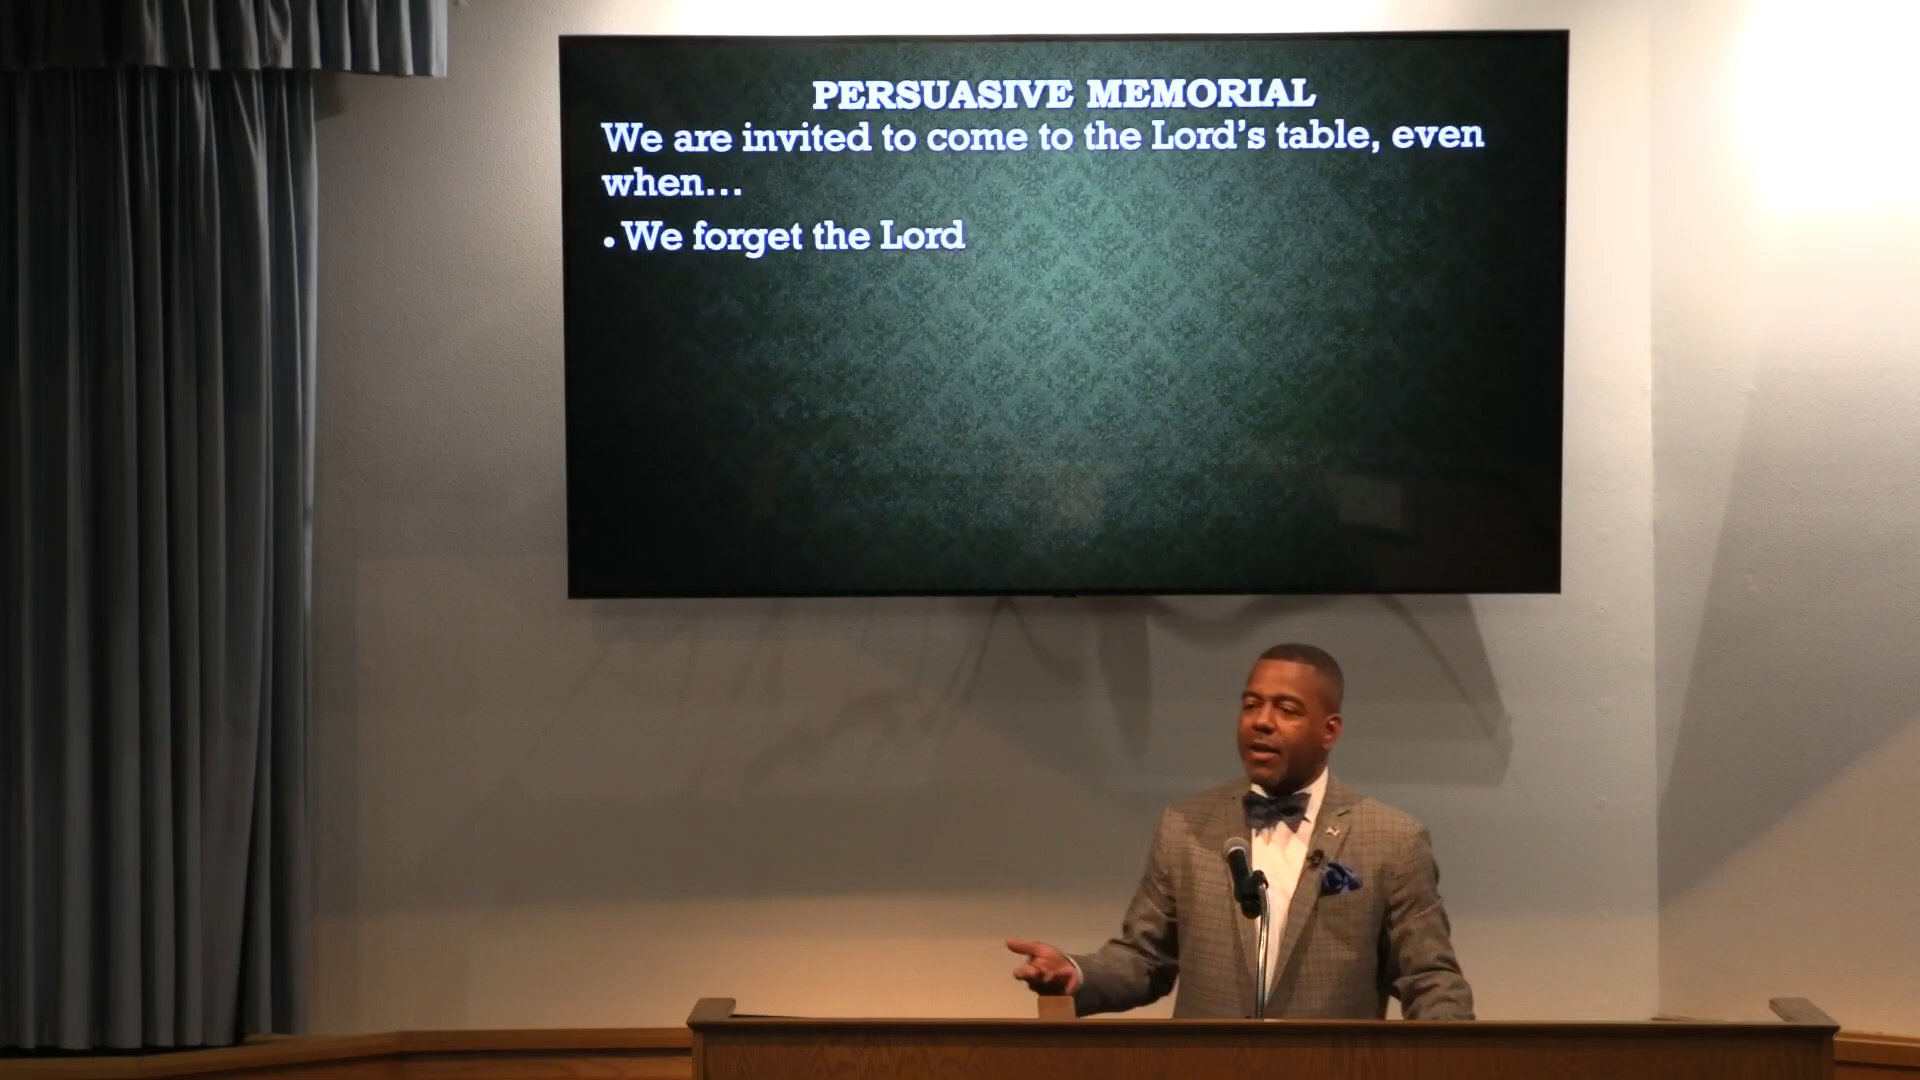 PERSUASIVE MEMORIAL
We are invited to come to the Lord’s table, even
when...
• We forget the Lord